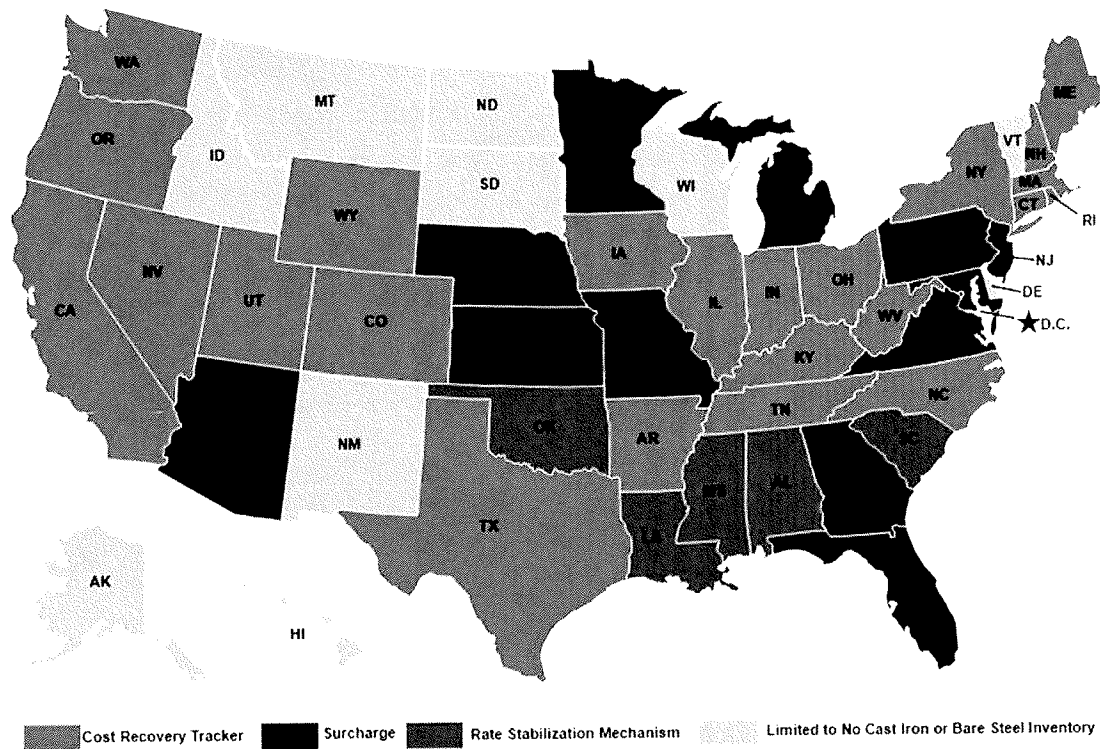 WA
ME
MT
ND
OR
VT
ID
NH
SD
WI
NY
MA
WY
CT
RI
IA
NJ
NV
OH
IL
IN
DE
UT
CA
CO
WV
D.C.
KY
NC
TN
OK
AR
SC
NM
MS
AL
TX
LA
AK
HI
Cost Recovery Tracker Surcharge Rate Stabilization Mechanism Limited to No Cast Iron or Bare Steel Inventory